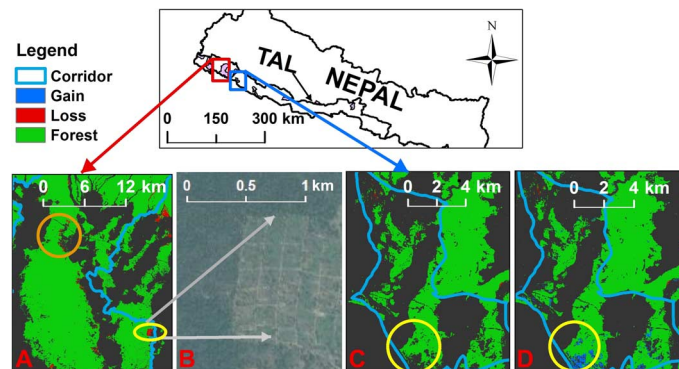 N
Legend
Corridor
Gain
Loss
Forest
TAL
NEPAL
0 150 300 km
0 6 12 km
0 0.5 1 km
0 2 4 km
0 2 4 km
A
B
C
D